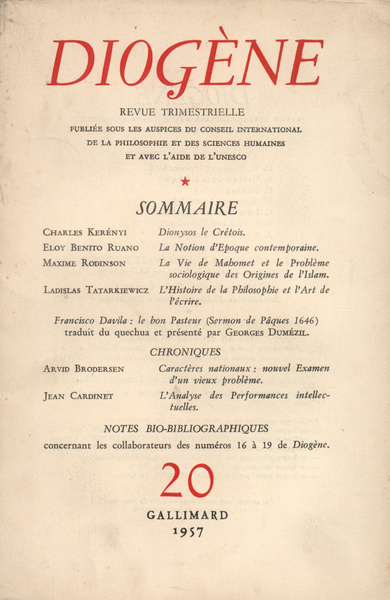 DIOGÈNE
REVUE TRIMESTRIELLE
PUBLIÉE SOUS LES AUSPICES DU CONSEIL INTERNATIONAL
DE LA PHILOSOPHIE ET DES SCIENCES HUMAINES
ET AVEC L'AIDE DE L'UNESCO
★
SOMMAIRE
CHARLES KERÉNYI Dionysos le Crétois.
ELOY BENITO RUANO La Notion d'Epoque contemporaine.
MAXIME RODINSON La Vie de Mahomet et le Problème
sociologique des Origines de l'Islam.
LADISLAS TATARKIEWICZ L'Histoire de la Philosophie et l'Art de
l'écrire.
Francisco Davila : le bon Pasteur (Sermon de Pâques 1646)
traduit du quechua et présenté par GEORGES DUMÉZIL.
CHRONIQUES
ARVID BRODERSEN Caractères nationaux : nouvel Examen
d'un vieux problème.
JEAN CARDINET L'Analyse des Performances intellec-
tuelles.
NOTES BIO-BIBLIOGRAPHIQUES
concernant les collaborateurs des numéros 16 à 19 de Diogène.
20
GALLIMARD
1957